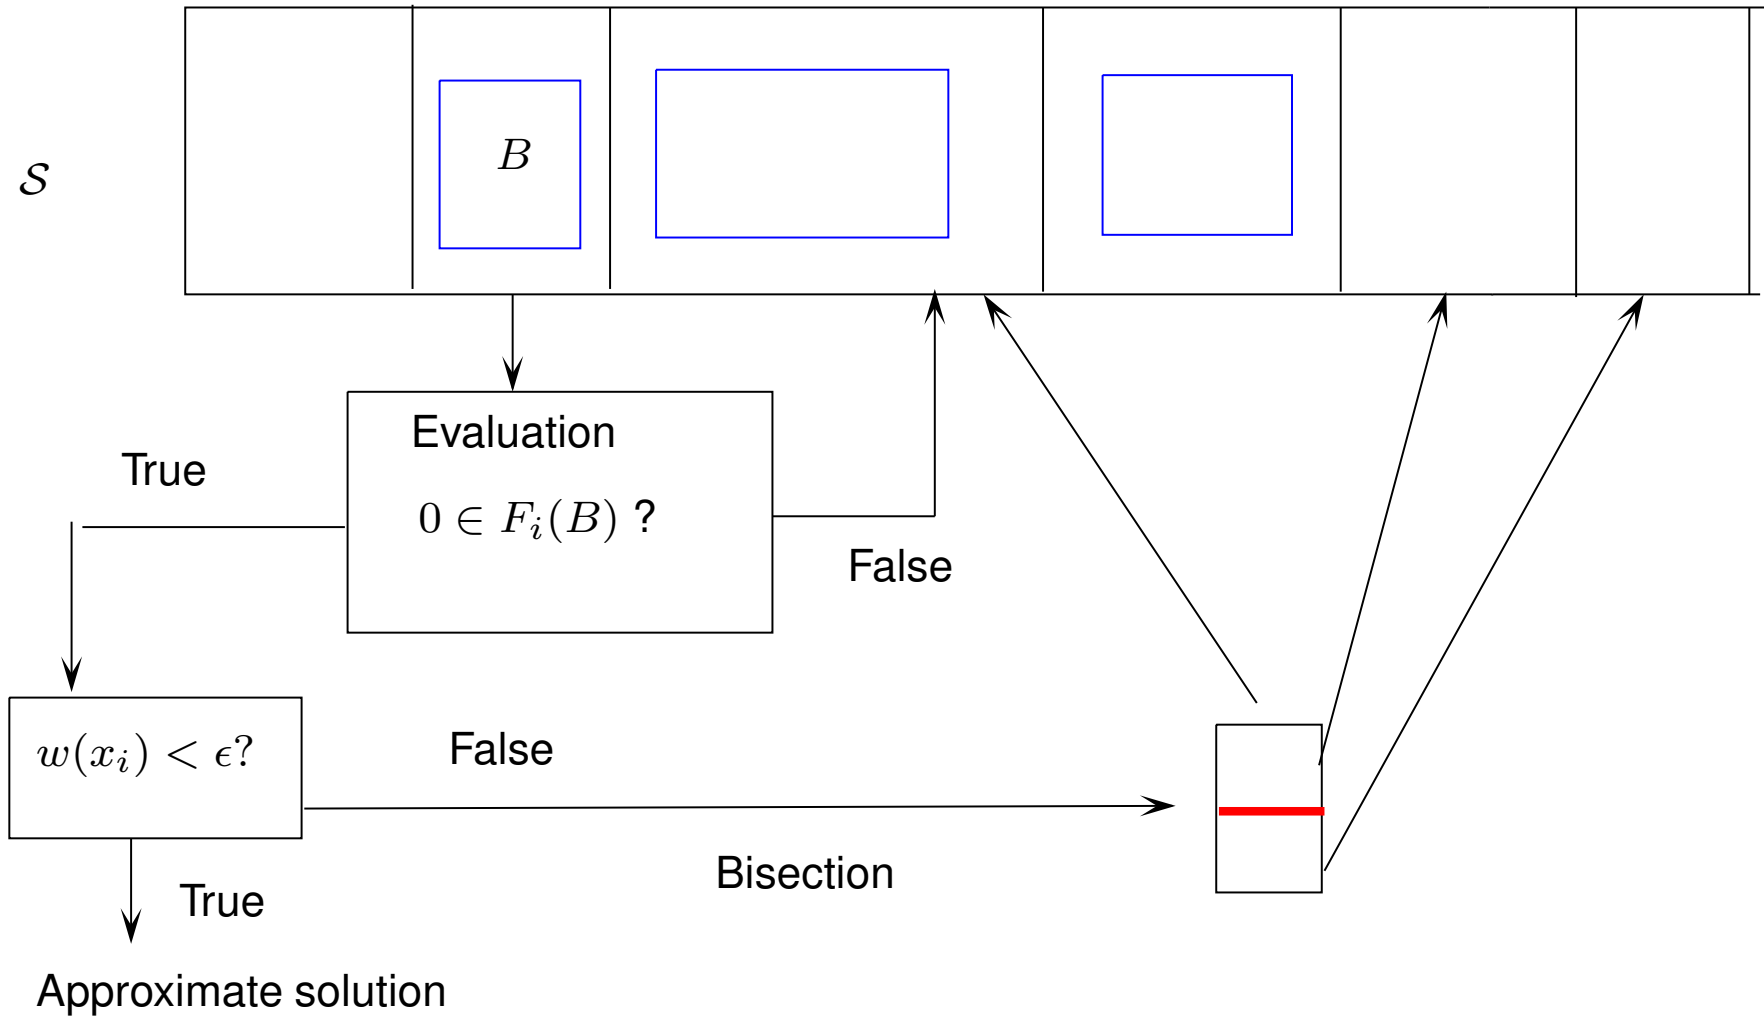 B
𝒮
Evaluation
True
0 ∈ F_i(B) ?
False
w(x_i) < ϵ?
False
Bisection
True
Approximate solution